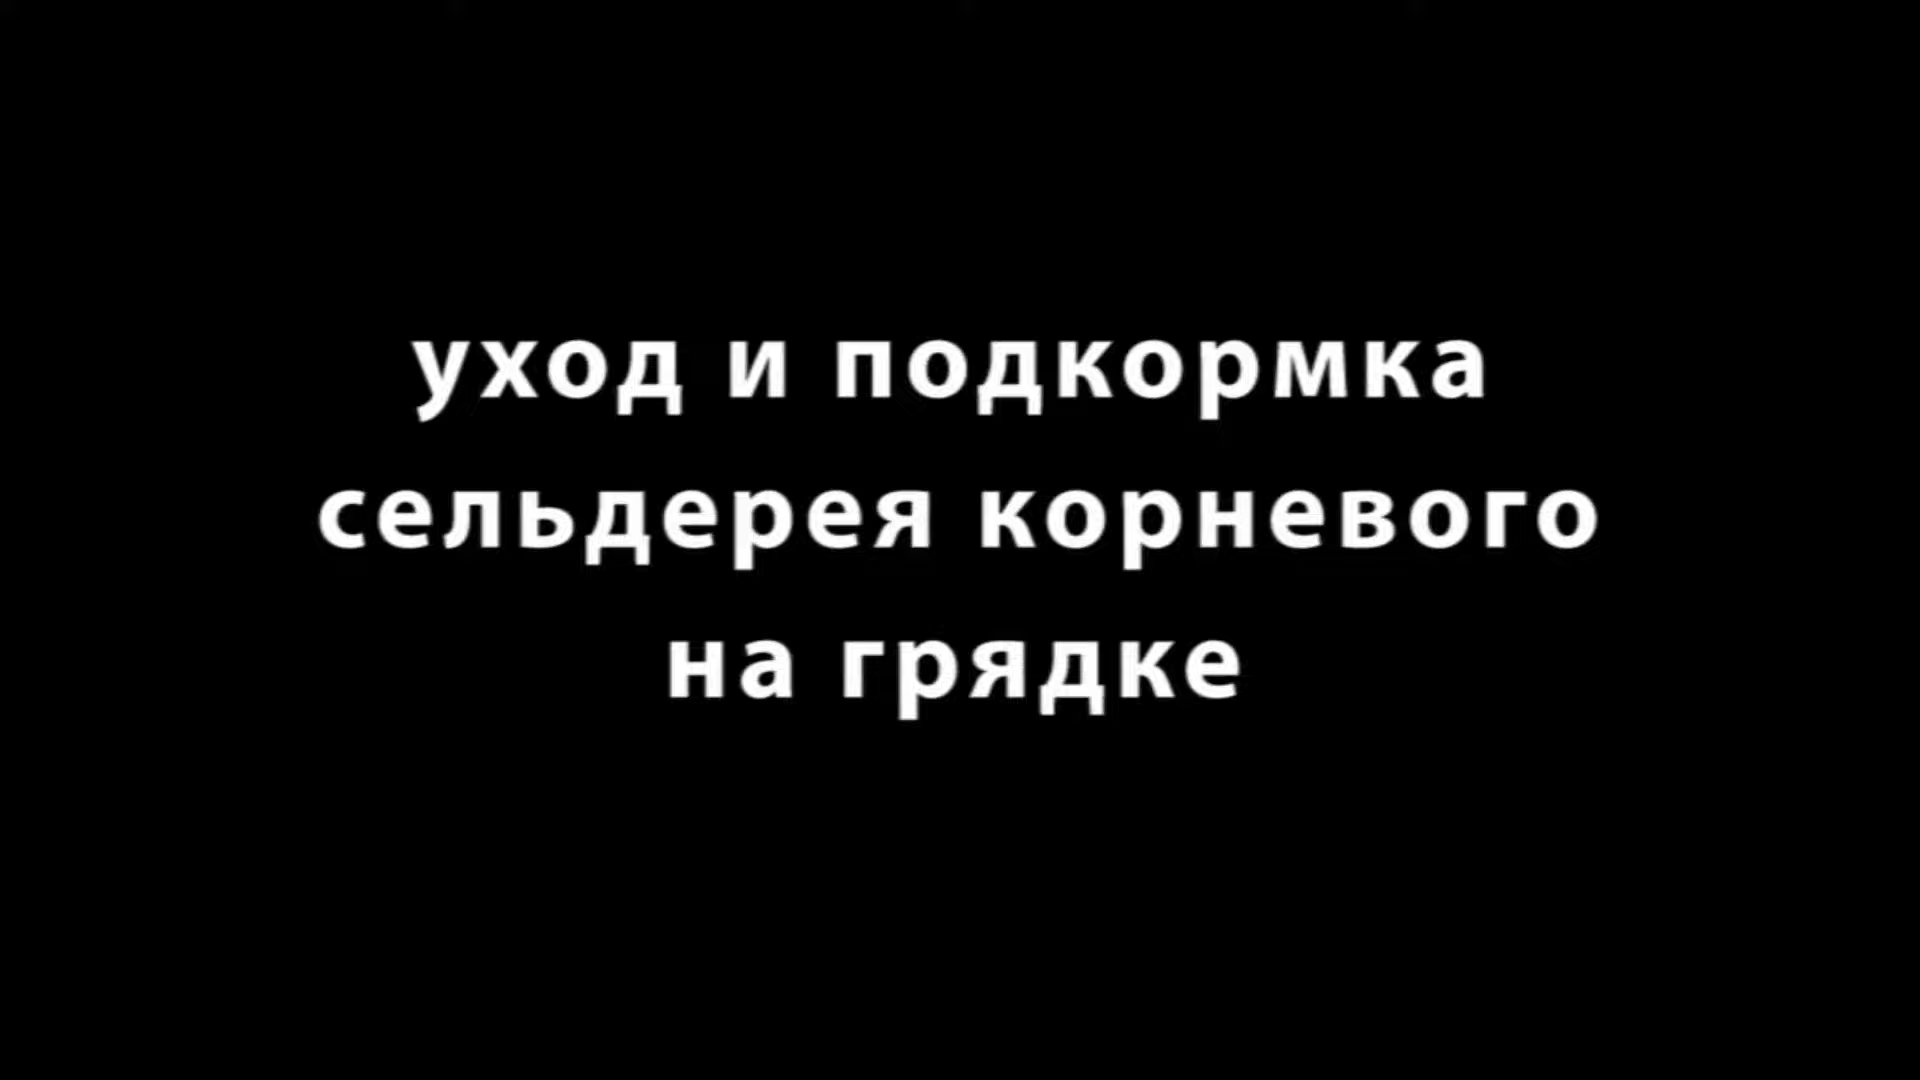 уход и подкормка
сельдерея корневого
на грядке